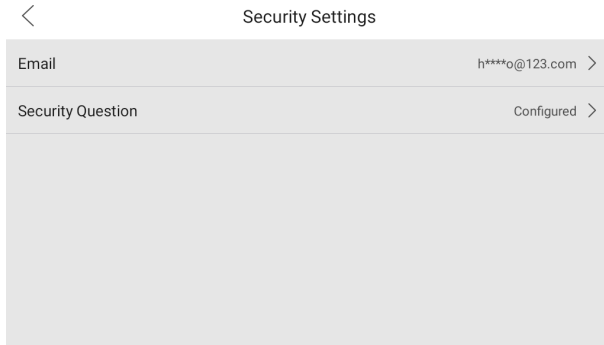 Security Settings
Email h****o@123.com
Security Question Configured